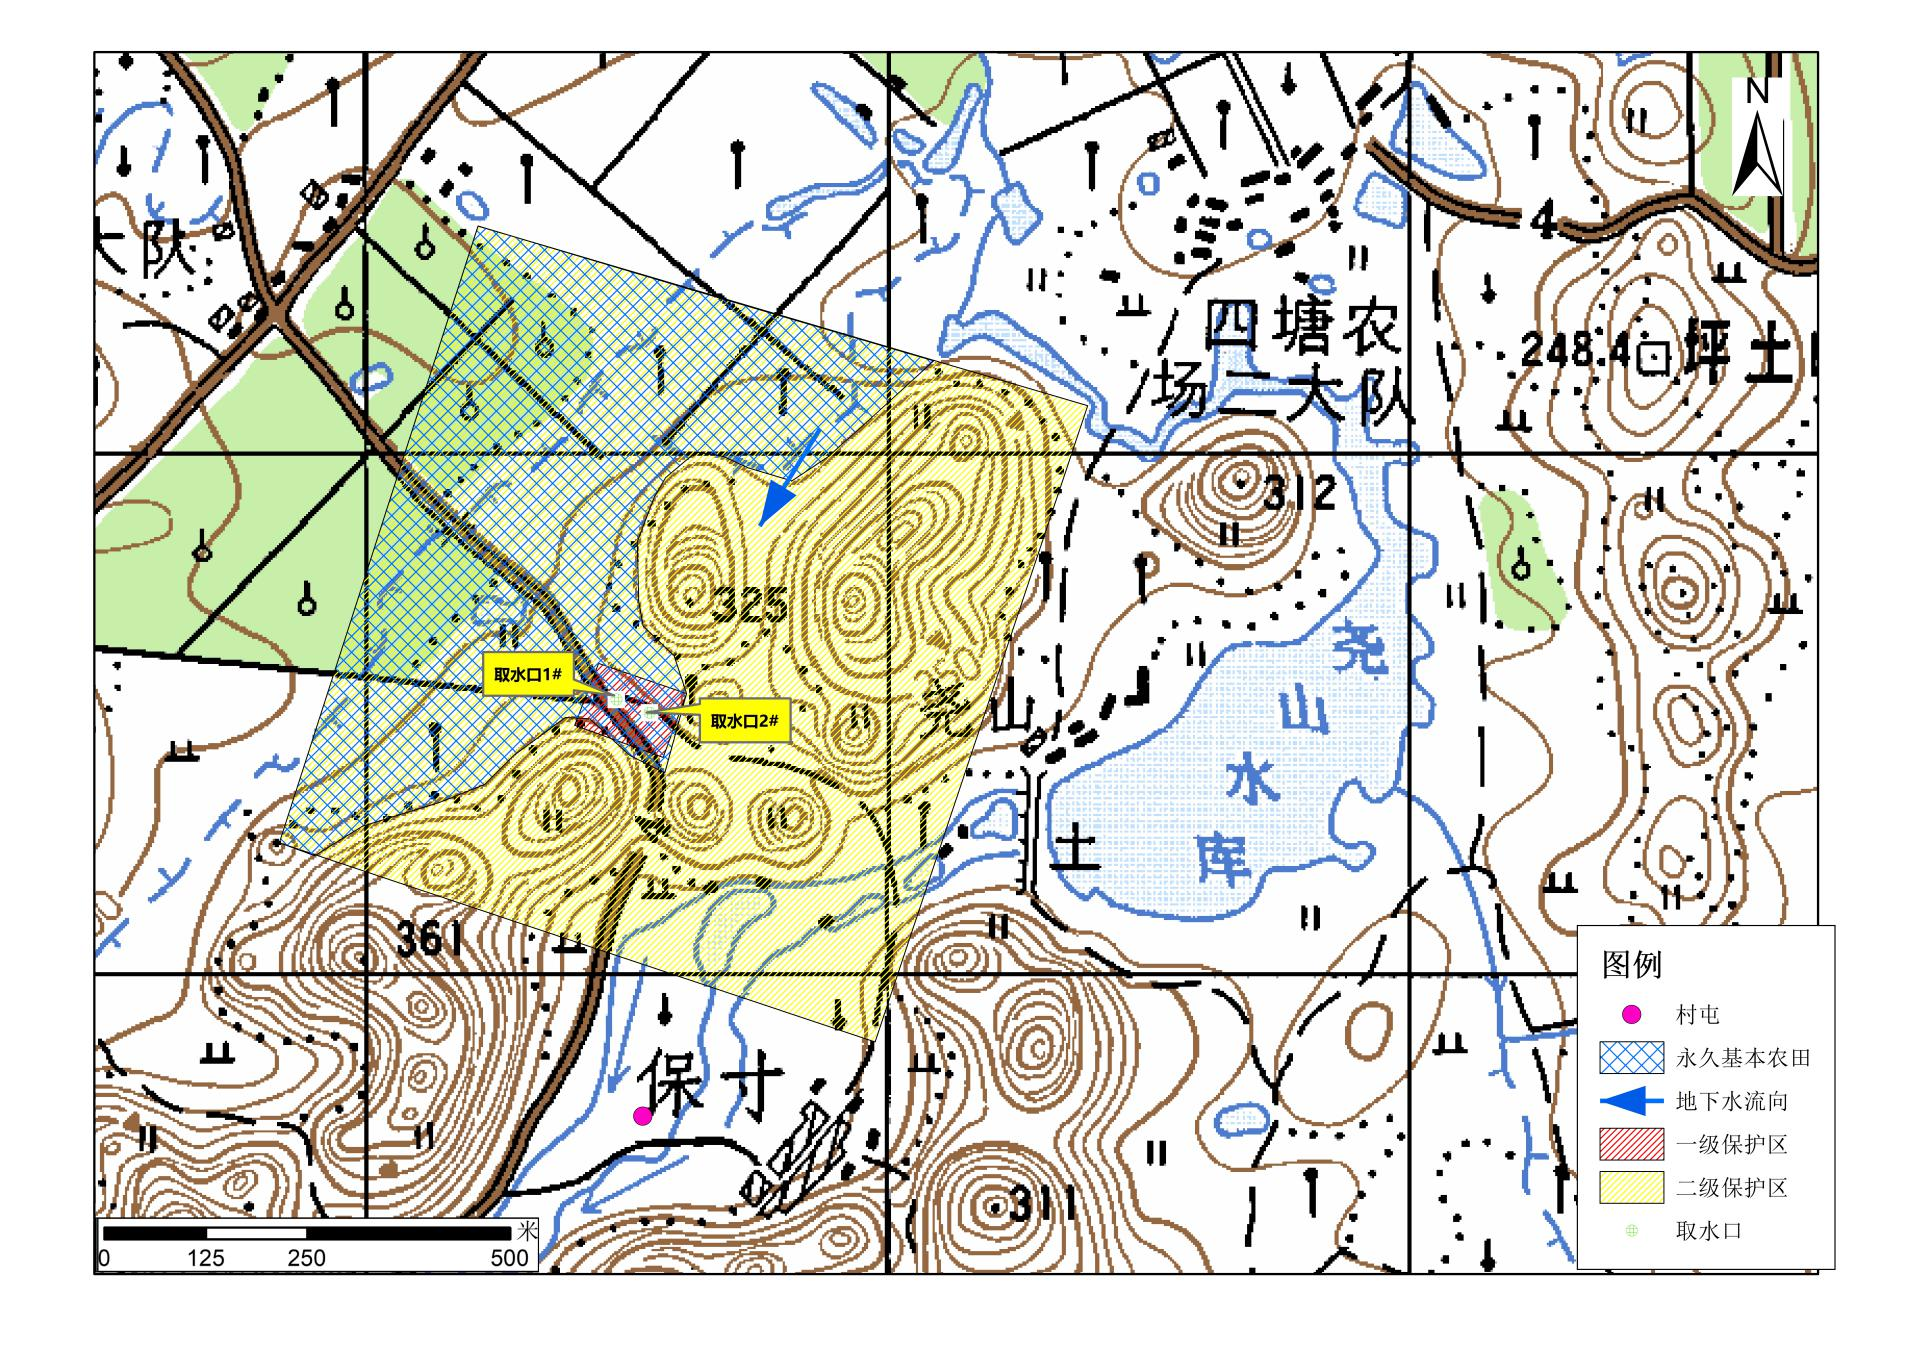 N
大队
4
四塘农
场二大队
248.4
坪土
312
325
取水口1#
取水口2#
尧山
尧
山
水
库
土
361
保寸
311
0 125 250 500 米
图例
村屯
永久基本农田
地下水流向
一级保护区
二级保护区
取水口